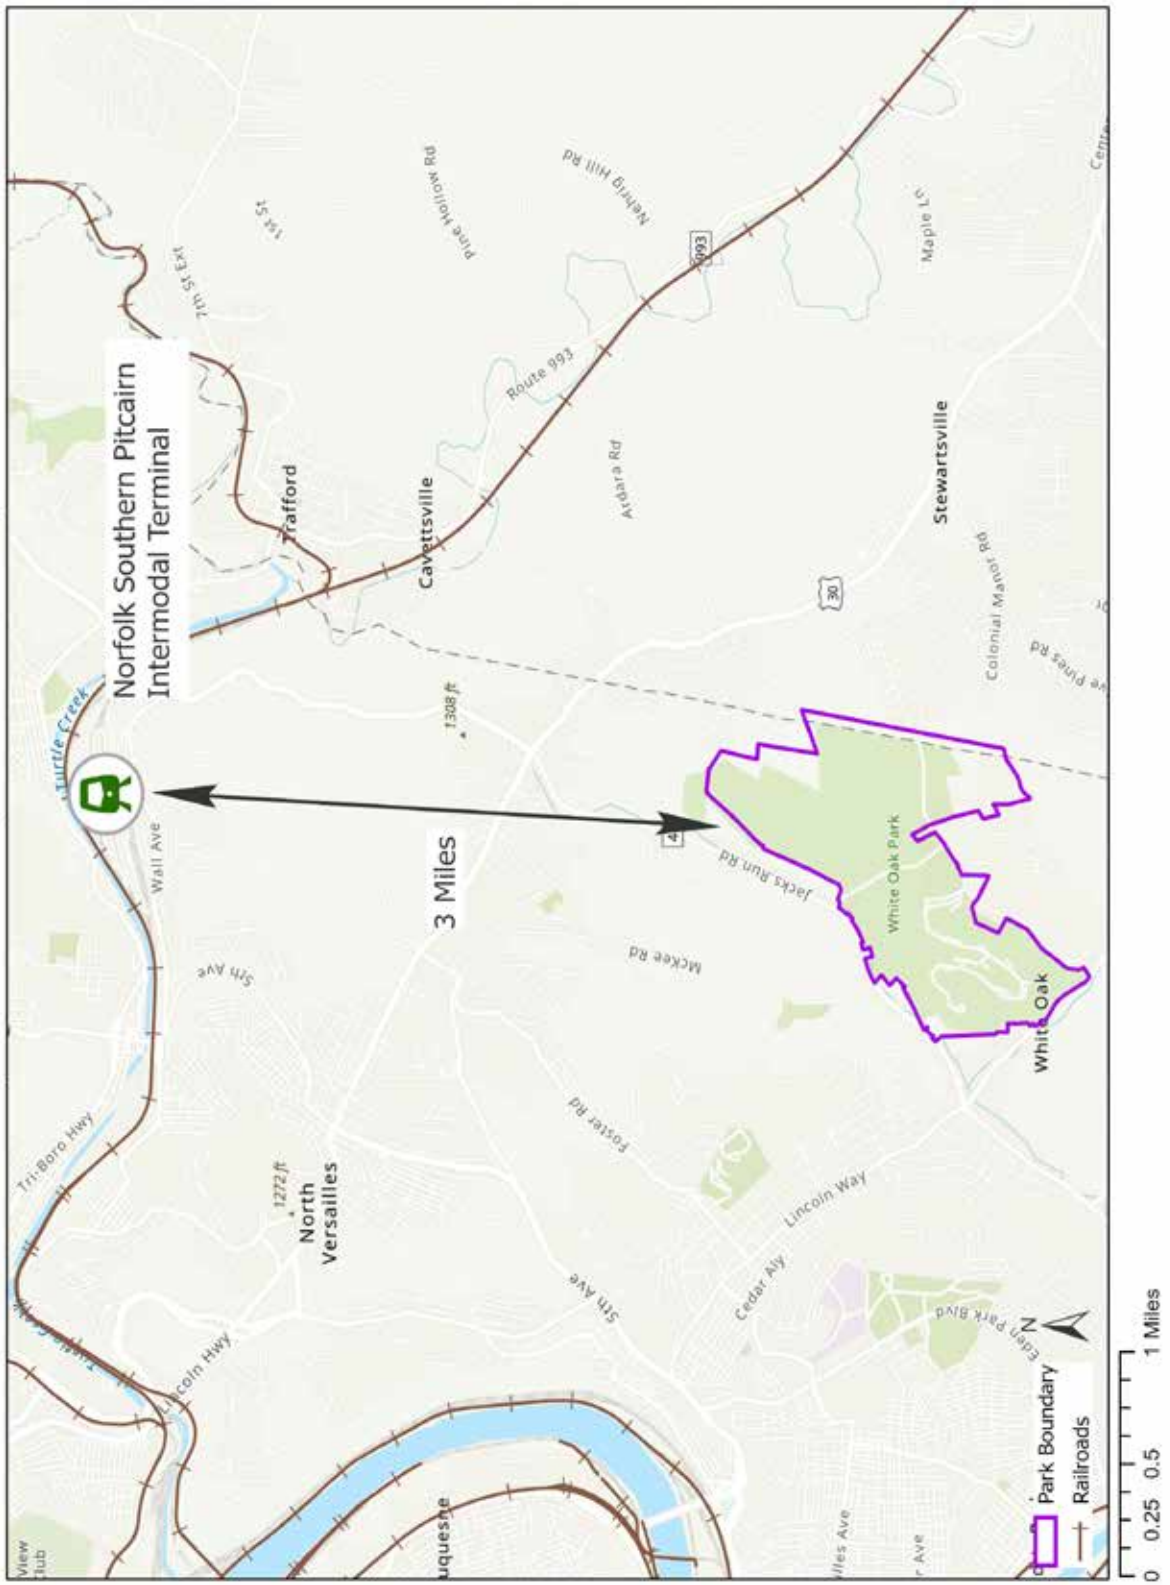 Norfolk Southern Pitcairn
Intermodal Terminal
Turtle Creek
Tri-Boro Hwy
Wall Ave
5th Ave
7th St Ext
1st St
Pine Hollow Rd
Nehrig Hill Rd
Trafford
Cavettsville
Route 993
993
Ardara Rd
Maple Ln
1272 ft
North
Versailles
Lincoln Hwy
1308 ft
3 Miles
30
Stewartsville
Colonial Manor Rd
McKee Rd
Foster Rd
5th Ave
Jacks Run Rd
White Oak Park
White Oak
Lincoln Way
Cedar Aly
Eden Park Blvd
uquesne
View
lub
N
Park Boundary
Railroads
0 0.25 0.5 1 Miles